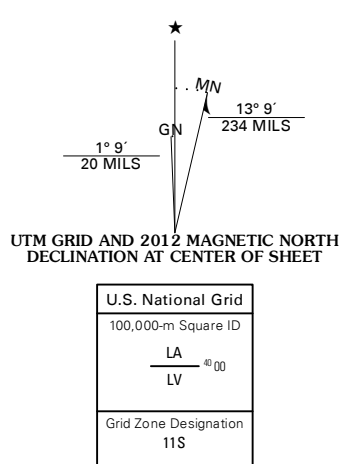 ★
MN
13° 9´
234 MILS
GN
1° 9´
20 MILS
UTM GRID AND 2012 MAGNETIC NORTH
DECLINATION AT CENTER OF SHEET
U.S. National Grid
100,000-m Square ID
LA
40 00
LV
Grid Zone Designation
11S